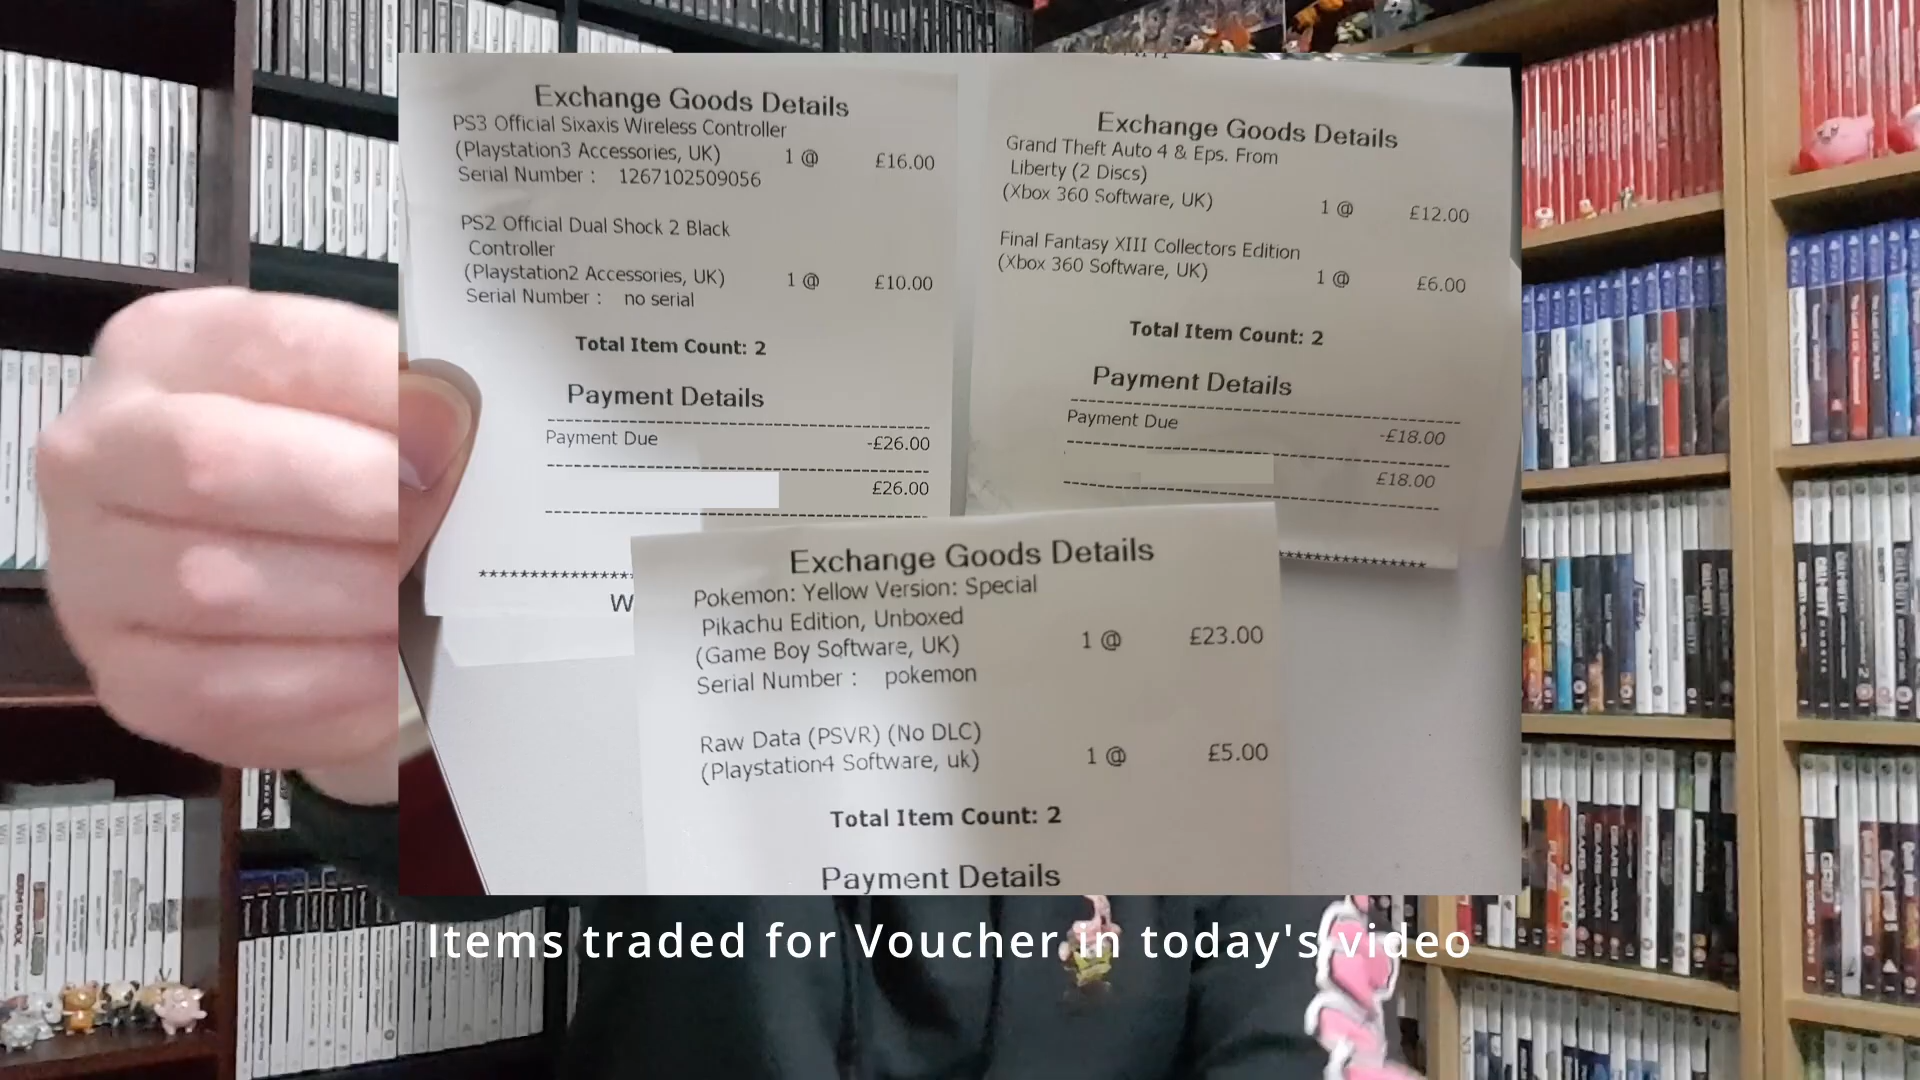 Exchange Goods Details
PS3 Official Sixaxis Wireless Controller
(Playstation3 Accessories, UK) 1 @ £16.00
Serial Number : 1267102509056
PS2 Official Dual Shock 2 Black
Controller
(Playstation2 Accessories, UK) 1 @ £10.00
Serial Number : no serial
Total Item Count: 2
Payment Details
Payment Due -£26.00
£26.00
Exchange Goods Details
Grand Theft Auto 4 & Eps. From
Liberty (2 Discs)
(Xbox 360 Software, UK) 1 @ £12.00
Final Fantasy XIII Collectors Edition
(Xbox 360 Software, UK) 1 @ £6.00
Total Item Count: 2
Payment Details
Payment Due -£18.00
£18.00
Exchange Goods Details
Pokemon: Yellow Version: Special
Pikachu Edition, Unboxed
(Game Boy Software, UK) 1 @ £23.00
Serial Number : pokemon
Raw Data (PSVR) (No DLC)
(Playstation4 Software, uk) 1 @ £5.00
Total Item Count: 2
Payment Details
Items traded for Voucher in today's video